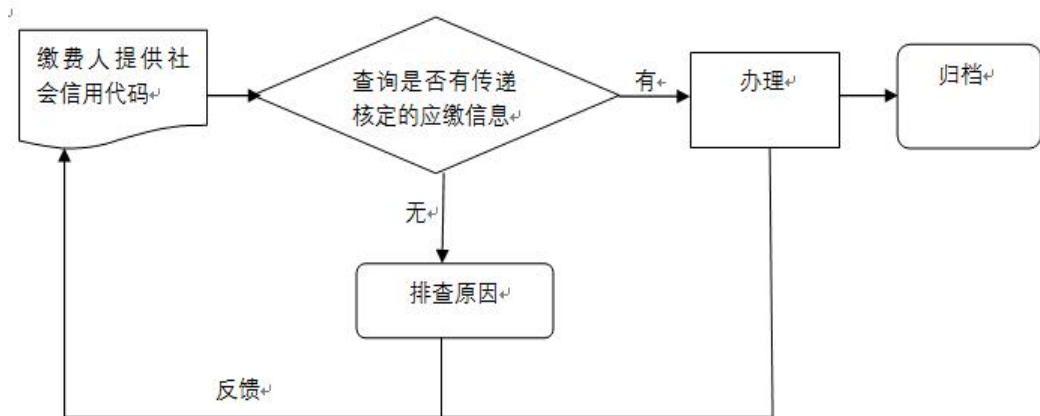 缴费人提供社
会信用代码
查询是否有传递
核定的应缴信息
有
办理
归档
无
排查原因
反馈